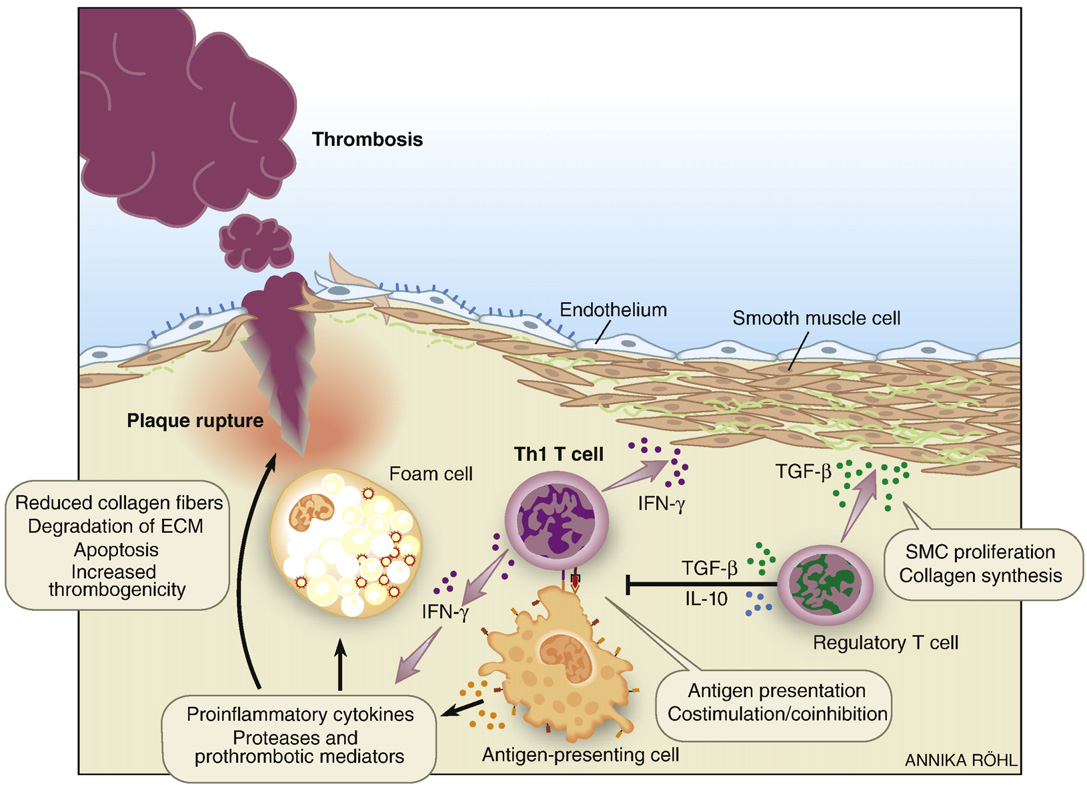 Thrombosis
Endothelium
Smooth muscle cell
Plaque rupture
Foam cell
Th1 T cell
IFN-γ
TGF-β
Reduced collagen fibers
Degradation of ECM
Apoptosis
Increased
thrombogenicity
SMC proliferation
Collagen synthesis
TGF-β
IL-10
IFN-γ
Regulatory T cell
Antigen presentation
Costimulation/coinhibition
Proinflammatory cytokines
Proteases and
prothrombotic mediators
Antigen-presenting cell
ANNIKA RÖHL